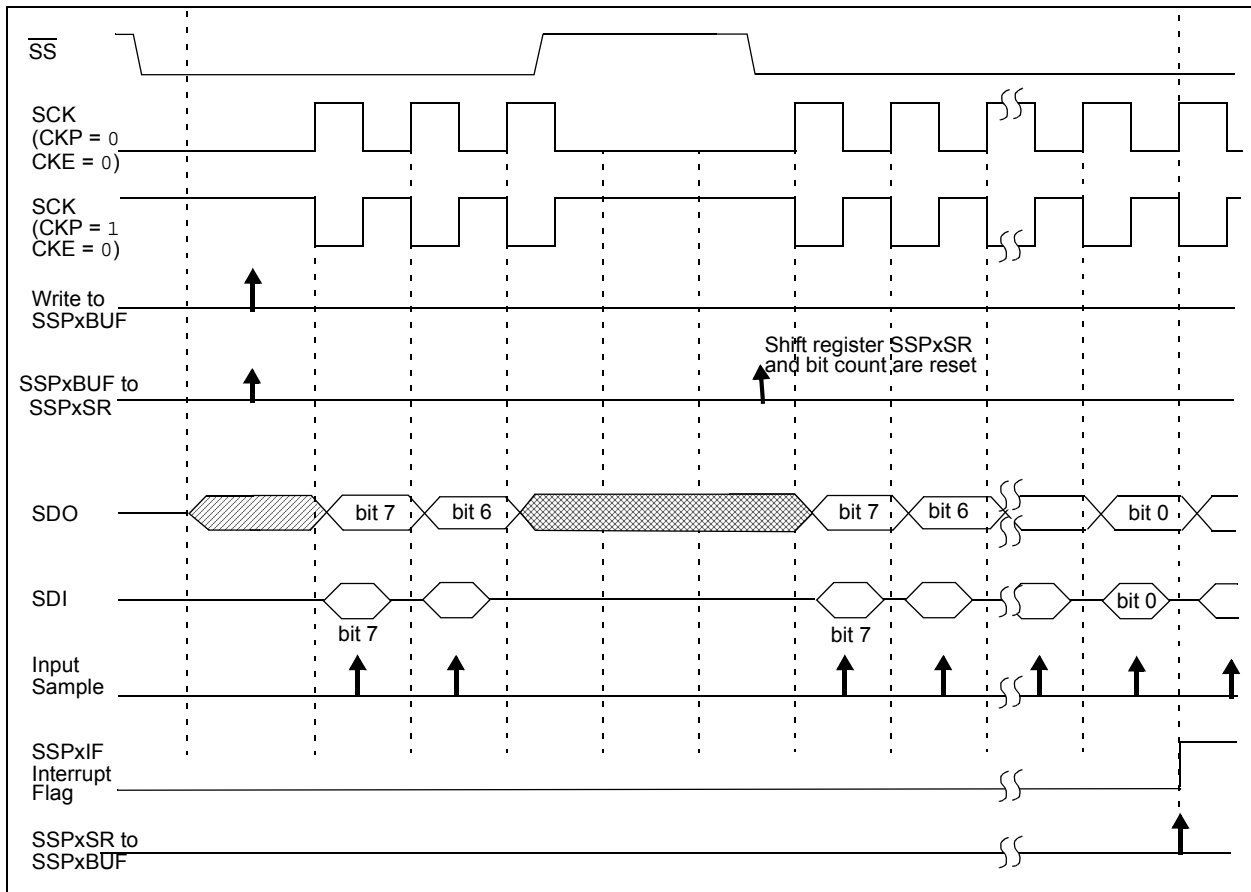 SS
SCK
(CKP = 0
CKE = 0)
SCK
(CKP = 1
CKE = 0)
Write to
SSPxBUF
Shift register SSPxSR
and bit count are reset
SSPxBUF to
SSPxSR
SDO
bit 7
bit 6
bit 7
bit 6
bit 0
SDI
bit 0
bit 7
bit 7
Input
Sample
SSPxIF
Interrupt
Flag
SSPxSR to
SSPxBUF